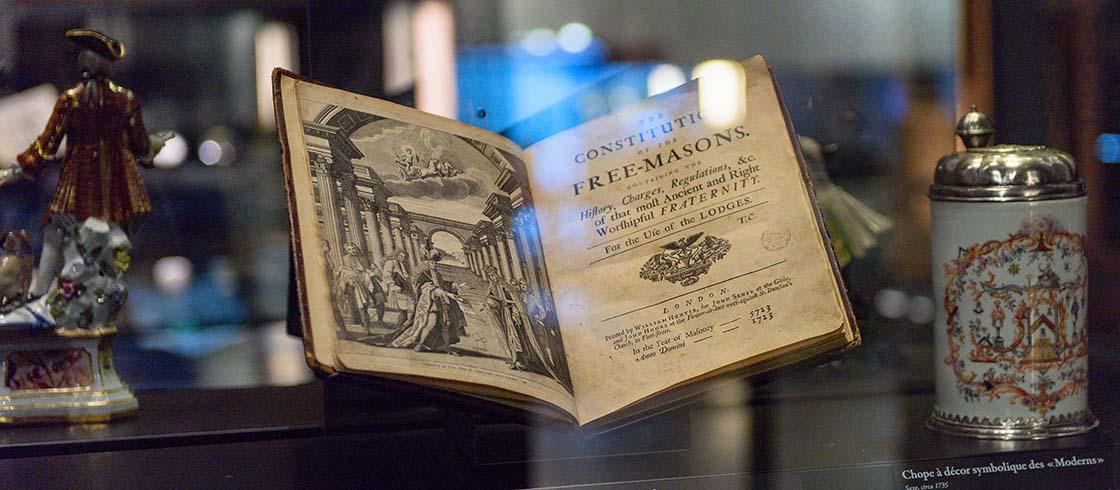 THE
CONSTITUTIONS
OF THE
FREE-MASONS.
CONTAINING THE
History, Charges, Regulations, &c.
of that most Ancient and Right
Worshipful FRATERNITY.
For the Use of the LODGES.
LONDON:
Printed by WILLIAM HUNTER, for JOHN SENEX at the Globe,
and JOHN HOOKE at the Flower-de-luce over-against St. Dunstan's
Church, in Fleet-street.
In the Year of Masonry 5723
Anno Domini 1723
Chope à décor symbolique des « Moderns »
Saxe, circa 1735